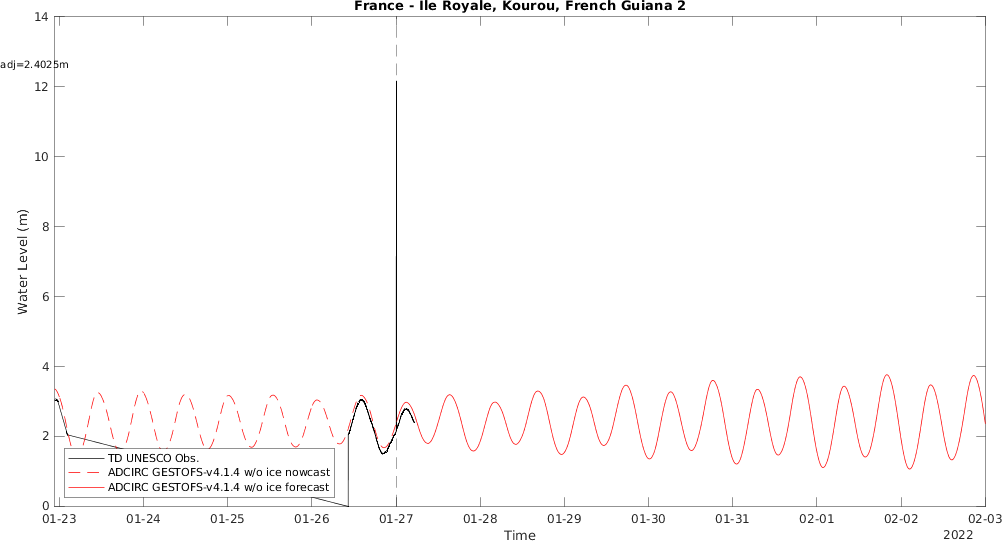 France - Ile Royale, Kourou, French Guiana 2
adj=2.4025m
Water Level (m)
14
12
10
8
6
4
2
0
TD UNESCO Obs.
ADCIRC GESTOFS-v4.1.4 w/o ice nowcast
ADCIRC GESTOFS-v4.1.4 w/o ice forecast
01-23 01-24 01-25 01-26 01-27 01-28 01-29 01-30 01-31 02-01 02-02 02-03
Time
2022